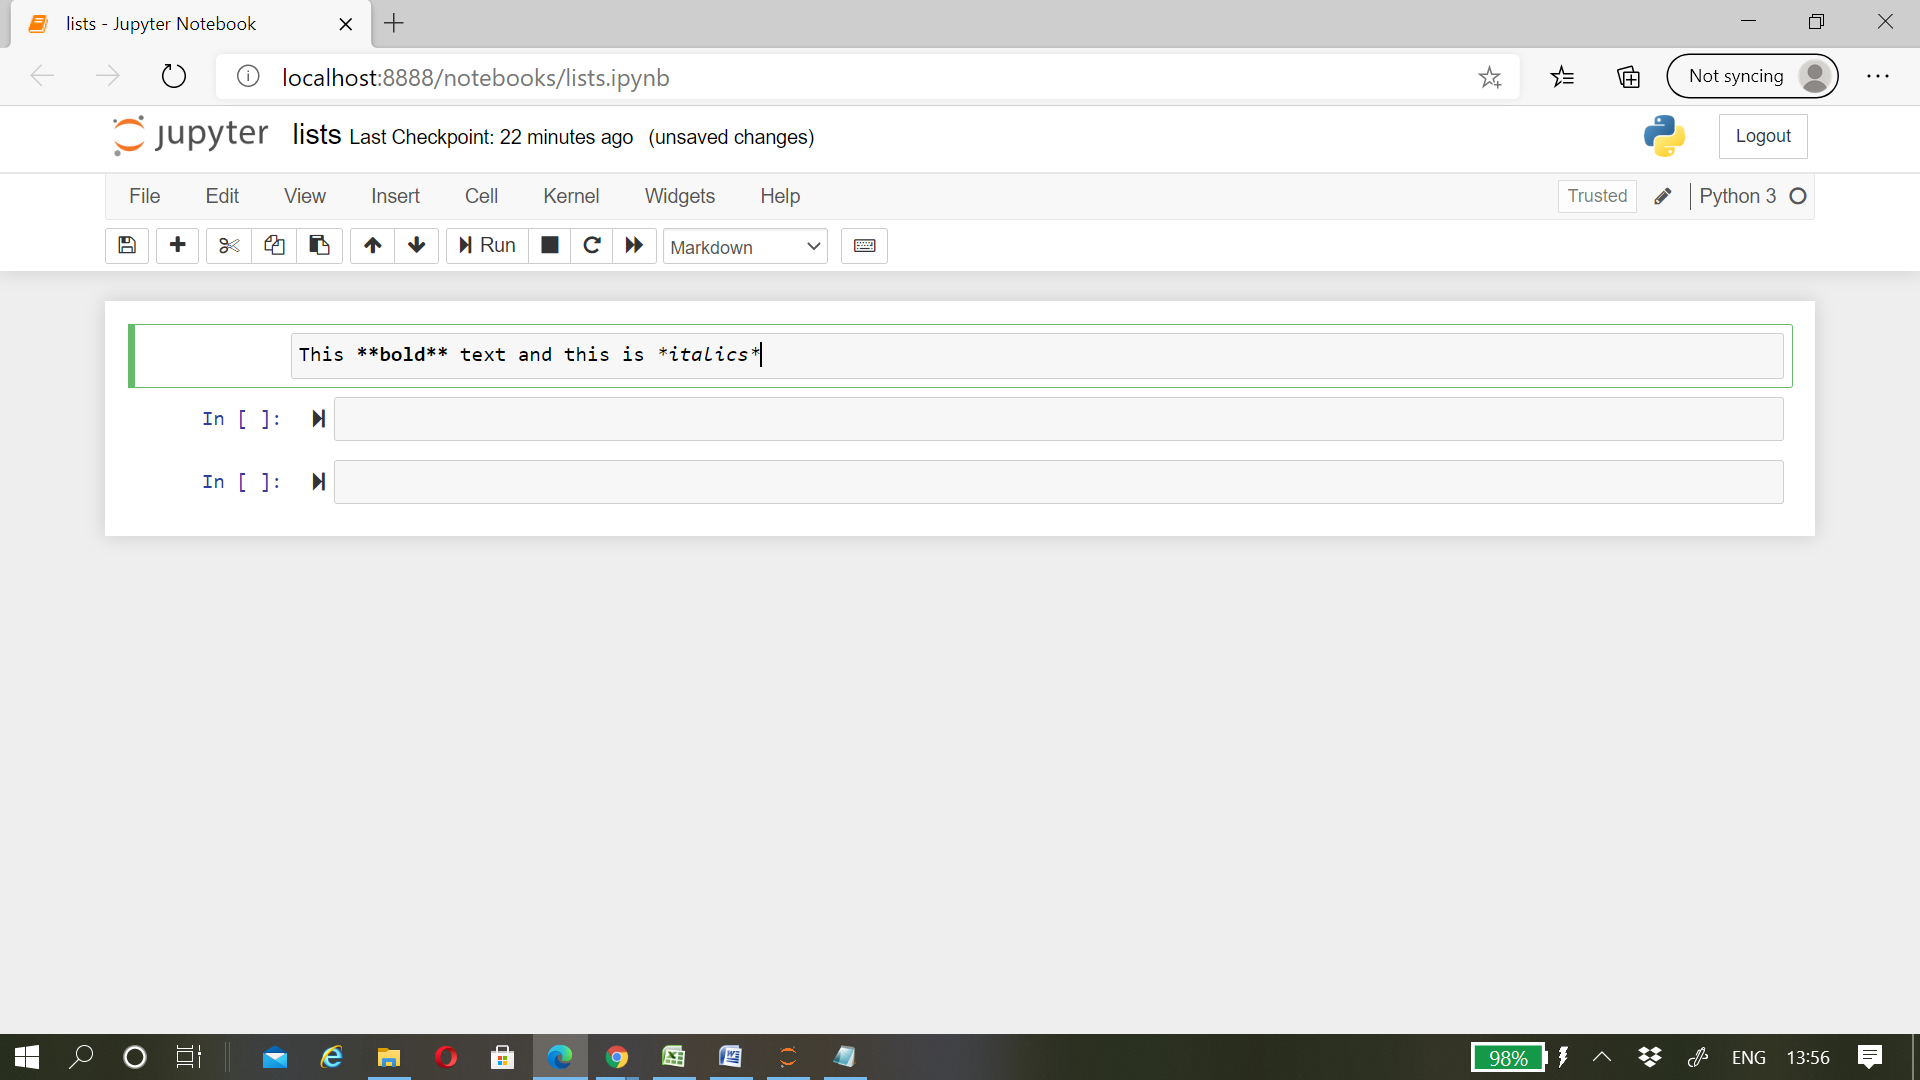 lists - Jupyter Notebook
localhost:8888/notebooks/lists.ipynb
Not syncing
jupyter lists Last Checkpoint: 22 minutes ago (unsaved changes)
Logout
File Edit View Insert Cell Kernel Widgets Help
Trusted
Python 3
Run
Markdown
This **bold** text and this is *italics*
In [ ]:
In [ ]:
98%
ENG
13:56